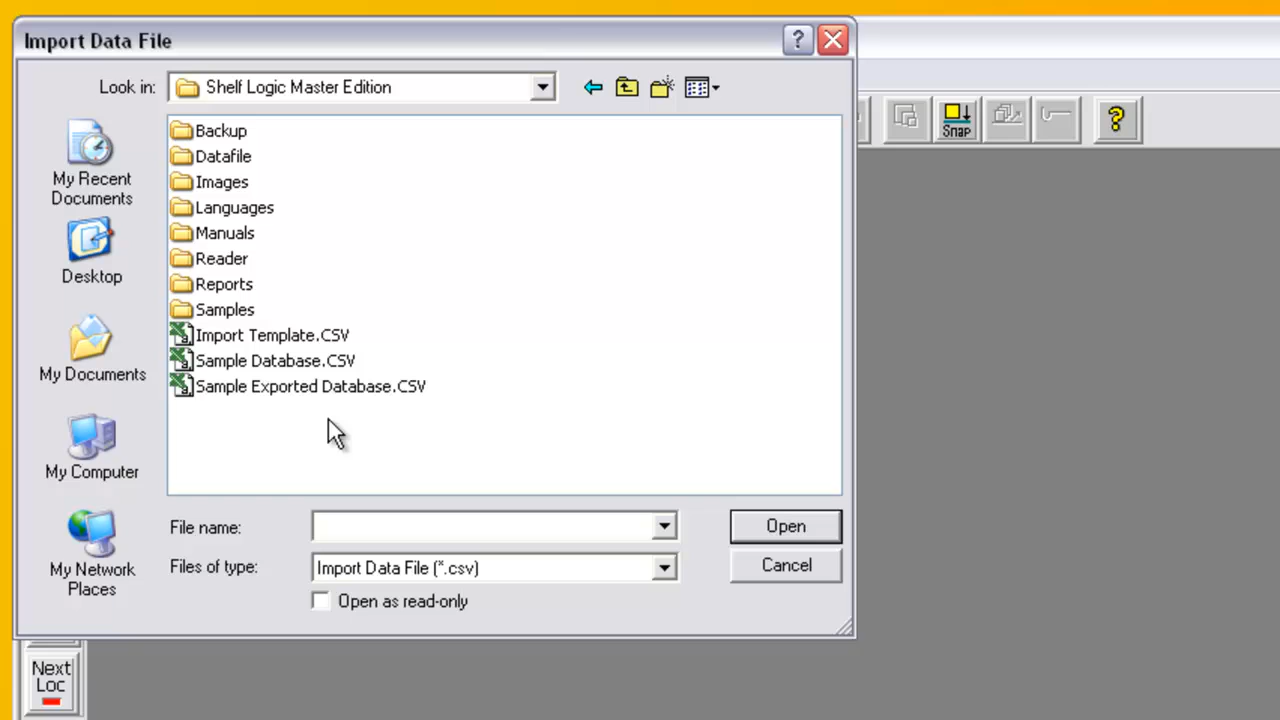 Import Data File
Look in: Shelf Logic Master Edition
Snap
My Recent
Documents
Desktop
My Documents
My Computer
My Network
Places
Backup
Datafile
Images
Languages
Manuals
Reader
Reports
Samples
Import Template.CSV
Sample Database.CSV
Sample Exported Database.CSV
File name:
Open
Files of type: Import Data File (*.csv)
Cancel
Open as read-only
Next
Loc